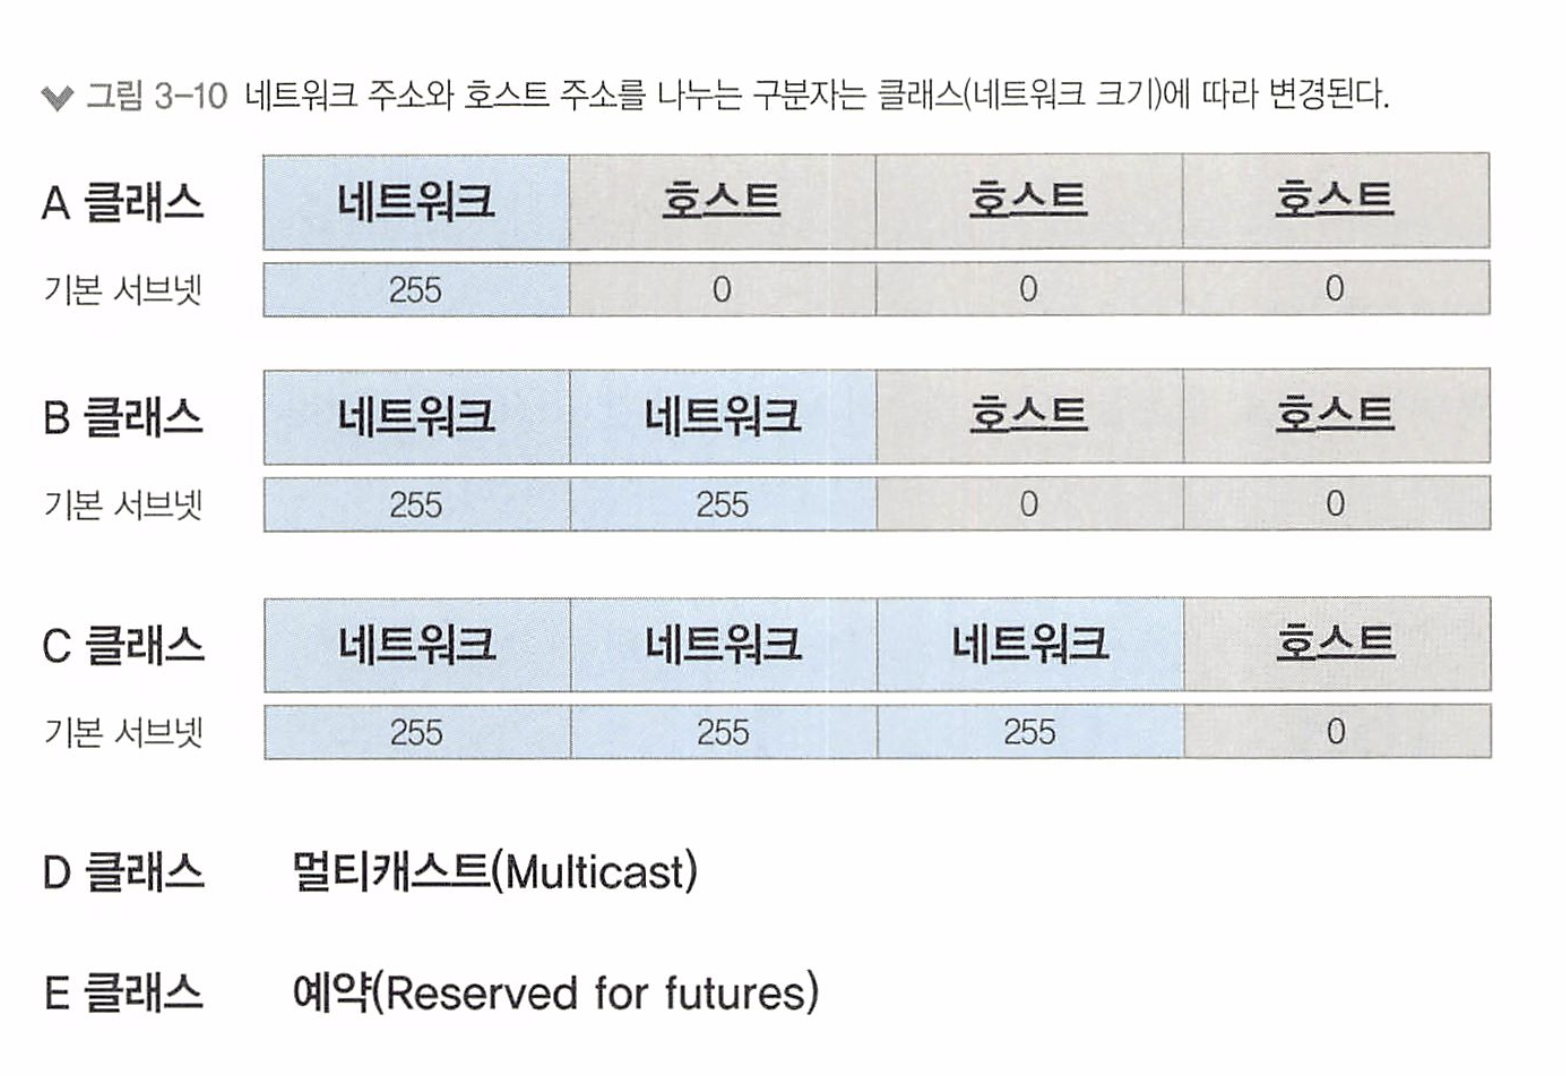 그림 3-10 네트워크 주소와 호스트 주소를 나누는 구분자는 클래스(네트워크 크기)에 따라 변경된다.
A 클래스 네트워크 호스트 호스트 호스트
기본 서브넷 255 0 0 0
B 클래스 네트워크 네트워크 호스트 호스트
기본 서브넷 255 255 0 0
C 클래스 네트워크 네트워크 네트워크 호스트
기본 서브넷 255 255 255 0
D 클래스 멀티캐스트(Multicast)
E 클래스 예약(Reserved for futures)